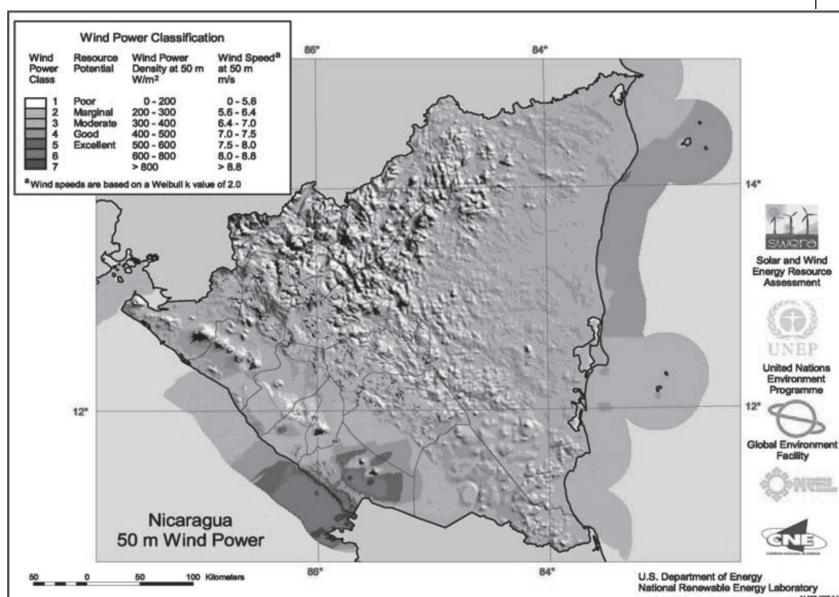 Wind Power Classification
Wind Power Class Resource Potential Wind Power Density at 50 m W/m² Wind Speedᵃ at 50 m m/s
1 Poor 0 - 200 0 - 5.6
2 Marginal 200 - 300 5.6 - 6.4
3 Moderate 300 - 400 6.4 - 7.0
4 Good 400 - 500 7.0 - 7.5
5 Excellent 500 - 600 7.5 - 8.0
6 600 - 800 8.0 - 8.8
7 > 800 > 8.8
ᵃ Wind speeds are based on a Weibull k value of 2.0
86° 84°
14°
swera
Solar and Wind
Energy Resource
Assessment
UNEP
United Nations
Environment
Programme
12° 12°
Global Environment
Facility
NREL
CNE
Nicaragua
50 m Wind Power
86° 84°
50 0 50 100 Kilometers
U.S. Department of Energy
National Renewable Energy Laboratory